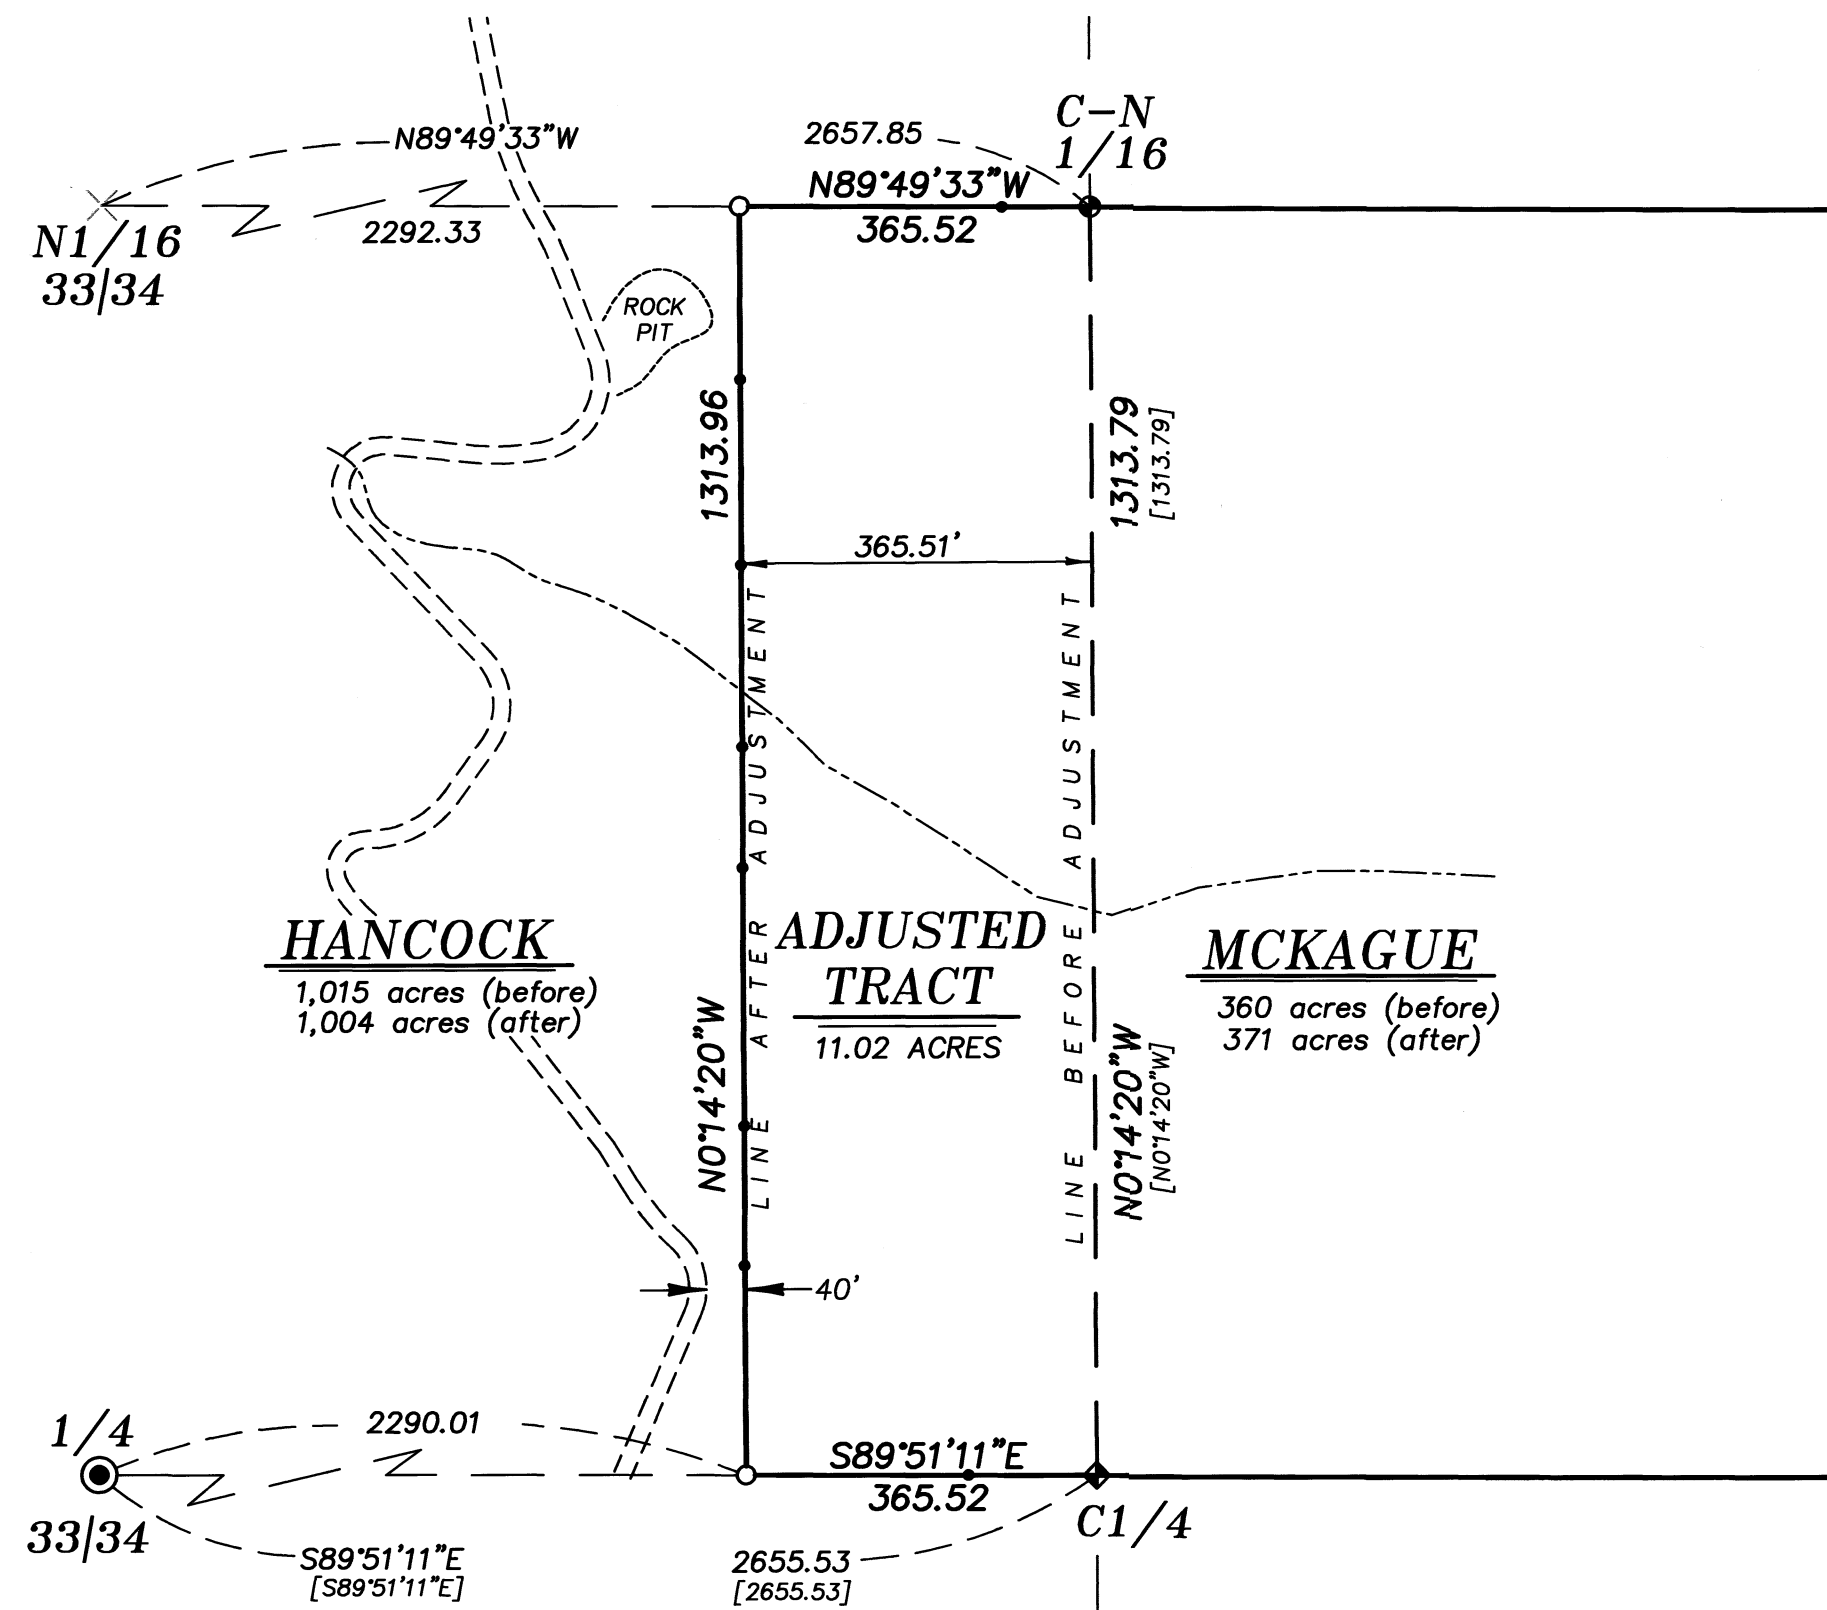 C-N
1/16
N89°49'33"W
2657.85
N89°49'33"W
365.52
2292.33
N1/16
33|34
ROCK
PIT
1313.96
1313.79
[1313.79]
365.51'
LINE AFTER ADJUSTMENT
LINE BEFORE ADJUSTMENT
HANCOCK
1,015 acres (before)
1,004 acres (after)
ADJUSTED
TRACT
11.02 ACRES
MCKAGUE
360 acres (before)
371 acres (after)
N0°14'20"W
N0°14'20"W
[N0°14'20"W]
40'
1/4
2290.01
S89°51'11"E
365.52
33|34
C1/4
S89°51'11"E
[S89°51'11"E]
2655.53
[2655.53]